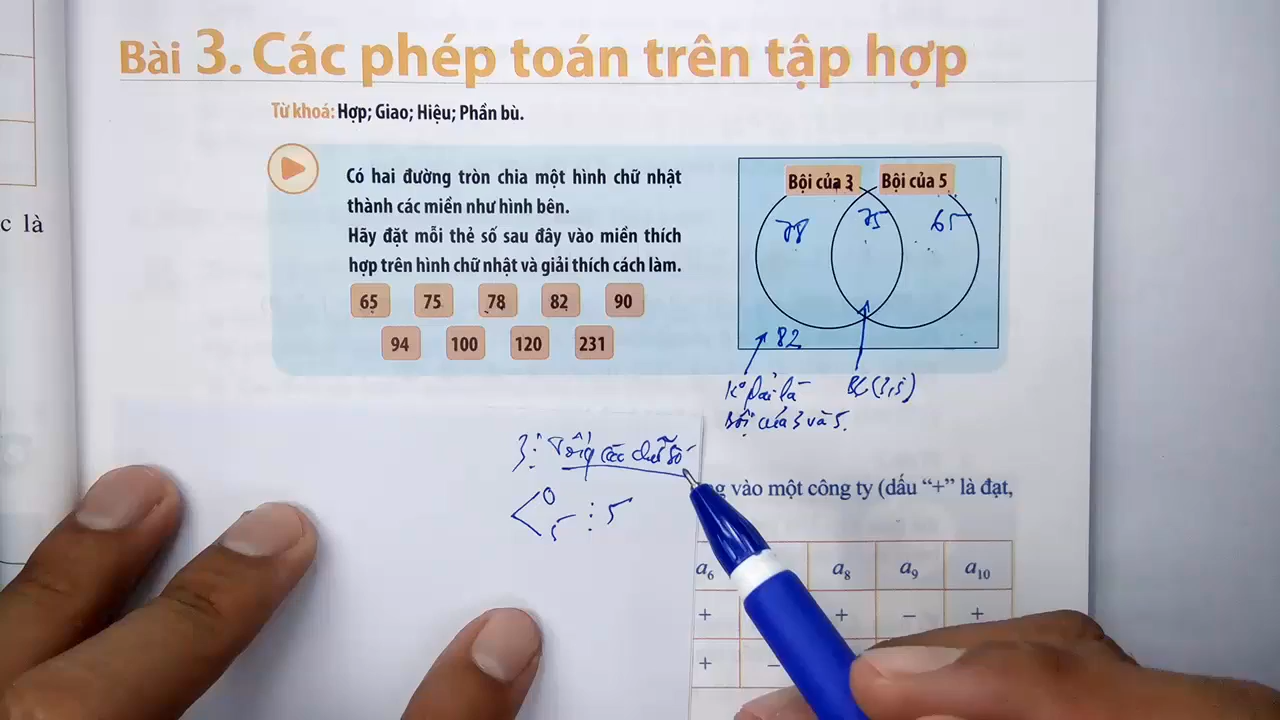 c là
Bài 3. Các phép toán trên tập hợp
Từ khoá: Hợp; Giao; Hiệu; Phần bù.
Có hai đường tròn chia một hình chữ nhật
thành các miền như hình bên.
Hãy đặt mỗi thẻ số sau đây vào miền thích
hợp trên hình chữ nhật và giải thích cách làm.
65 75 78 82 90
94 100 120 231
Bội của 3 Bội của 5
78 75 65
82
BC(3,5)
Bội của 3 và 5.
3: Tổng các chữ số
0
5 ⋮ 5
ng vào một công ty (dấu “+” là đạt,
a6 a8 a9 a10
+ + – +
+ –